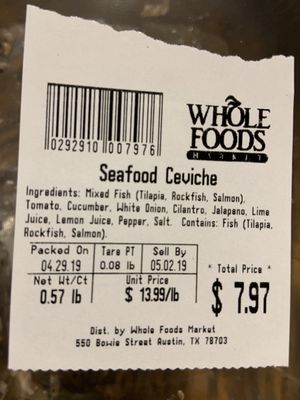 0292910 007976
WHOLE
FOODS
MARKET
Seafood Ceviche
Ingredients: Mixed Fish (Tilapia, Rockfish, Salmon),
Tomato, Cucumber, White Onion, Cilantro, Jalapeno, Lime
Juice, Lemon Juice, Pepper, Salt. Contains: Fish (Tilapia,
Rockfish, Salmon).
Packed On Tare PT Sell By
04.29.19 0.08 lb 05.02.19
* Total Price *
Net Wt/Ct Unit Price
0.57 lb $ 13.99/lb
$ 7.97
Dist. by Whole Foods Market
550 Bowie Street Austin, TX 78703